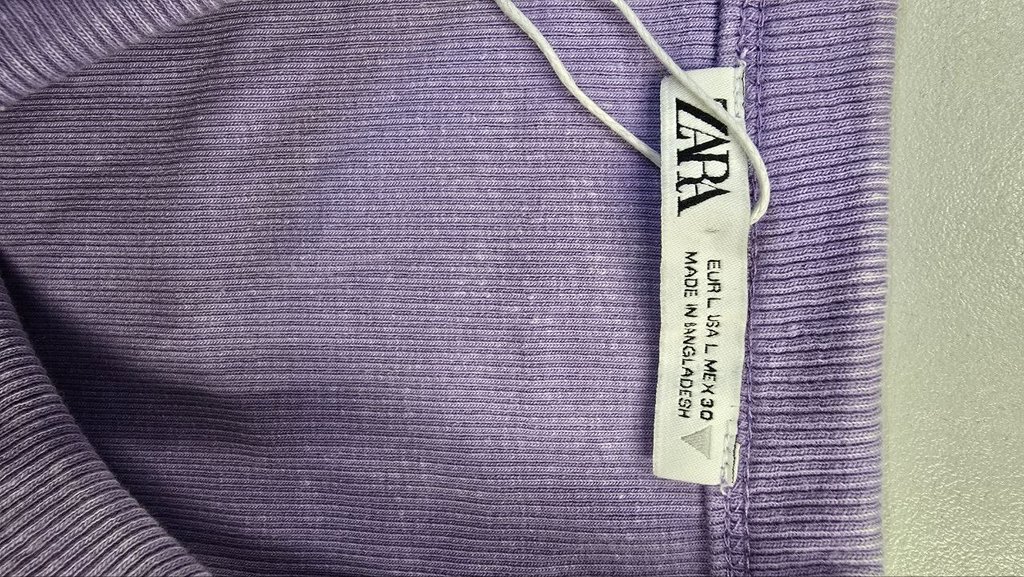 ZARA
EUR L USA L MEX 30
MADE IN BANGLADESH